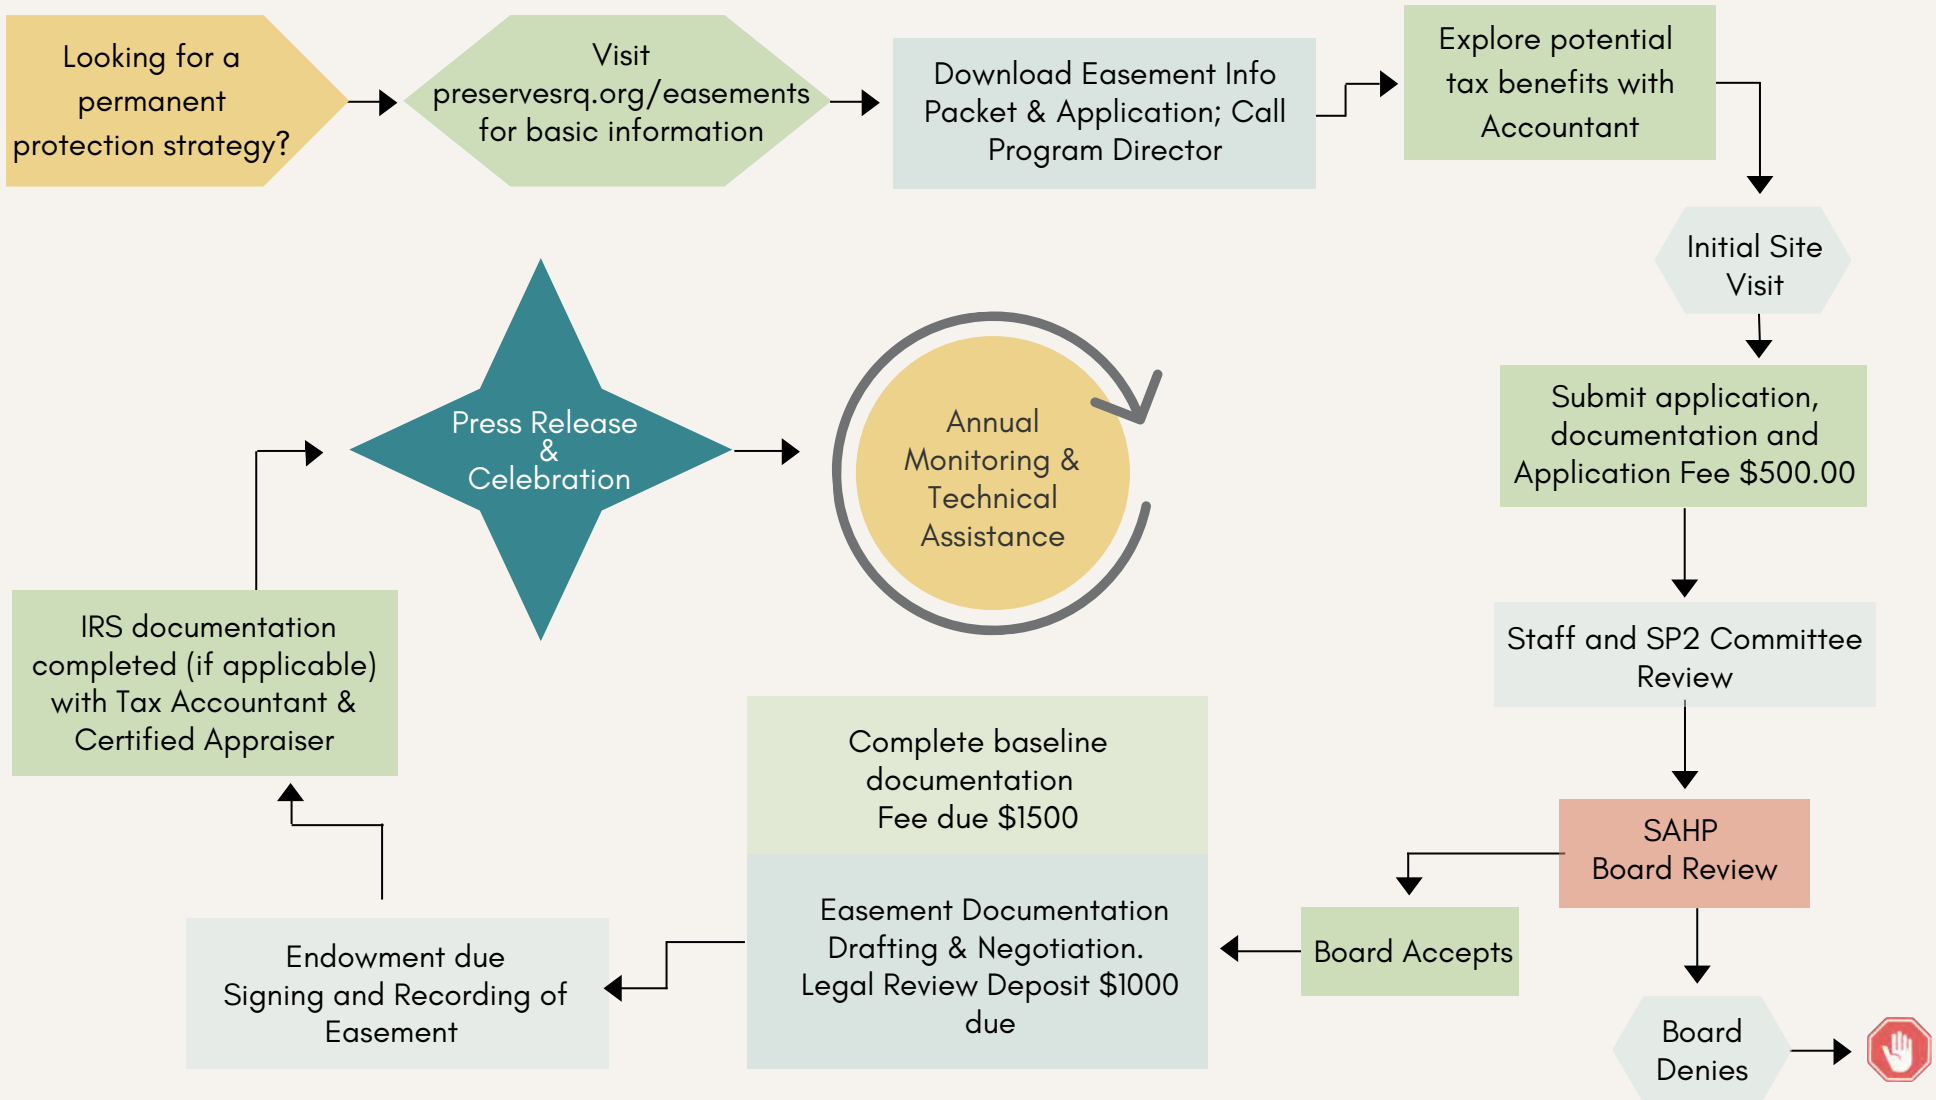 Looking for a
permanent
protection strategy?
Visit
preservesrq.org/easements
for basic information
Download Easement Info
Packet & Application; Call
Program Director
Explore potential
tax benefits with
Accountant
Initial Site
Visit
Submit application,
documentation and
Application Fee $500.00
Staff and SP2 Committee
Review
SAHP
Board Review
Board Denies
Board Accepts
Complete baseline
documentation
Fee due $1500
Easement Documentation
Drafting & Negotiation.
Legal Review Deposit $1000
due
Endowment due
Signing and Recording of
Easement
IRS documentation
completed (if applicable)
with Tax Accountant &
Certified Appraiser
Press Release
&
Celebration
Annual
Monitoring &
Technical
Assistance